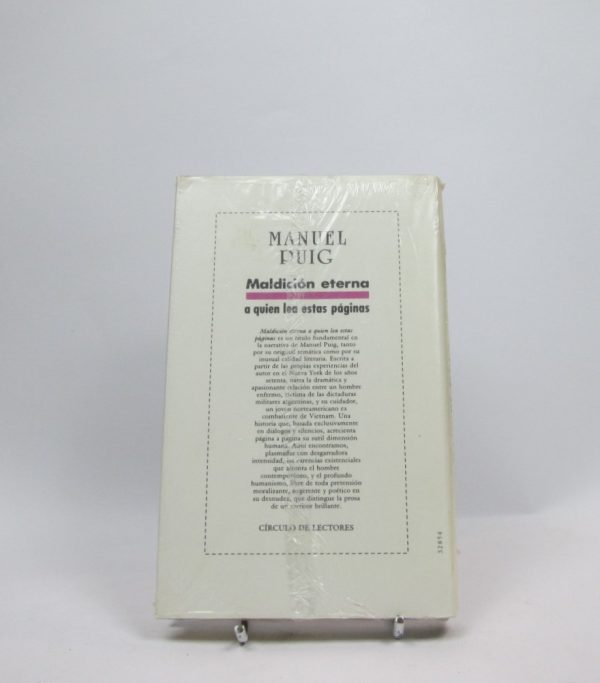 MANUEL
PUIG
Maldición eterna
a quien lea estas páginas
Maldición eterna a quien lea estas
páginas es un título fundamental en
la narrativa de Manuel Puig, tanto
por su original temática como por su
inusual calidad literaria. Escrita a
partir de las propias experiencias del
autor en el Nueva York de los años
setenta, narra la dramática y
apasionante relación entre un hombre
enfermo, víctima de las dictaduras
militares argentinas, y su cuidador,
un joven norteamericano ex
combatiente de Vietnam. Una
historia que, basada exclusivamente
en diálogos y silencios, acrecienta
página a página su sutil dimensión
humana. Aquí encontramos,
plasmadas con desgarradora
intensidad, las carencias existenciales
que afronta el hombre
contemporáneo, y el profundo
humanismo, libre de toda pretensión
moralizante, sugerente y poético en
su desnudez, que distingue la prosa
de un escritor brillante.
CÍRCULO DE LECTORES
32854